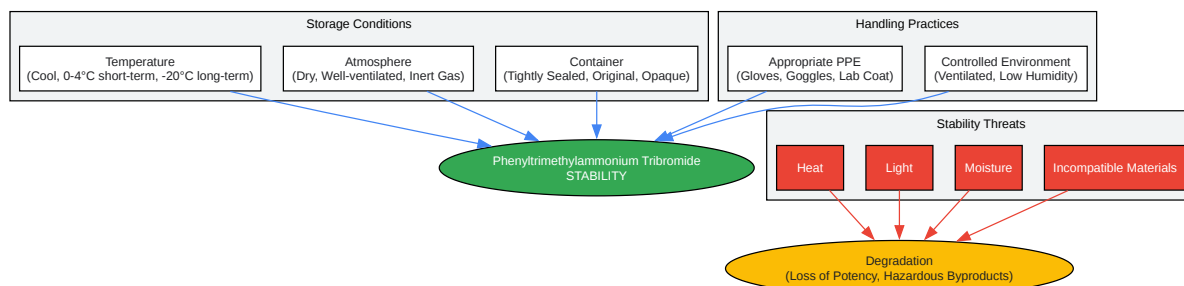 Storage Conditions
Temperature
(Cool, 0-4°C short-term, -20°C long-term)
Atmosphere
(Dry, Well-ventilated, Inert Gas)
Container
(Tightly Sealed, Original, Opaque)
Handling Practices
Appropriate PPE
(Gloves, Goggles, Lab Coat)
Controlled Environment
(Ventilated, Low Humidity)
Phenyltrimethylammonium Tribromide
STABILITY
Stability Threats
Heat
Light
Moisture
Incompatible Materials
Degradation
(Loss of Potency, Hazardous Byproducts)